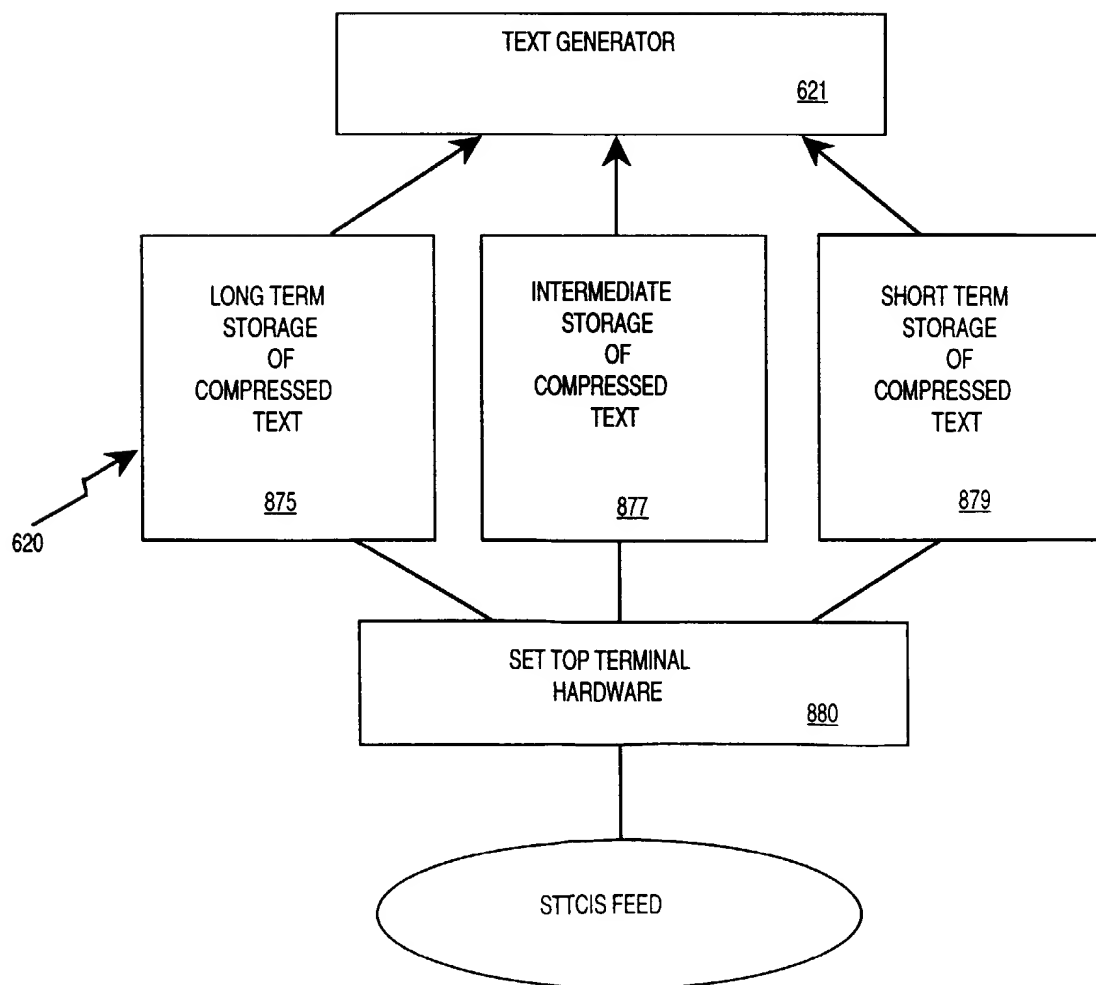 TEXT GENERATOR
621
LONG TERM
STORAGE
OF
COMPRESSED
TEXT
875
INTERMEDIATE
STORAGE
OF
COMPRESSED
TEXT
877
SHORT TERM
STORAGE
OF
COMPRESSED
TEXT
879
620
SET TOP TERMINAL
HARDWARE
880
STTCIS FEED